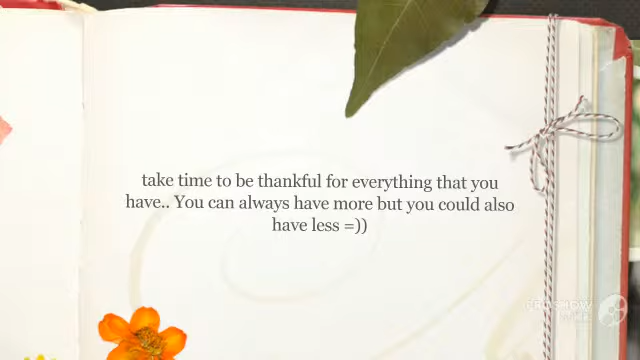 take time to be thankful for everything that you
have.. You can always have more but you could also
have less =))